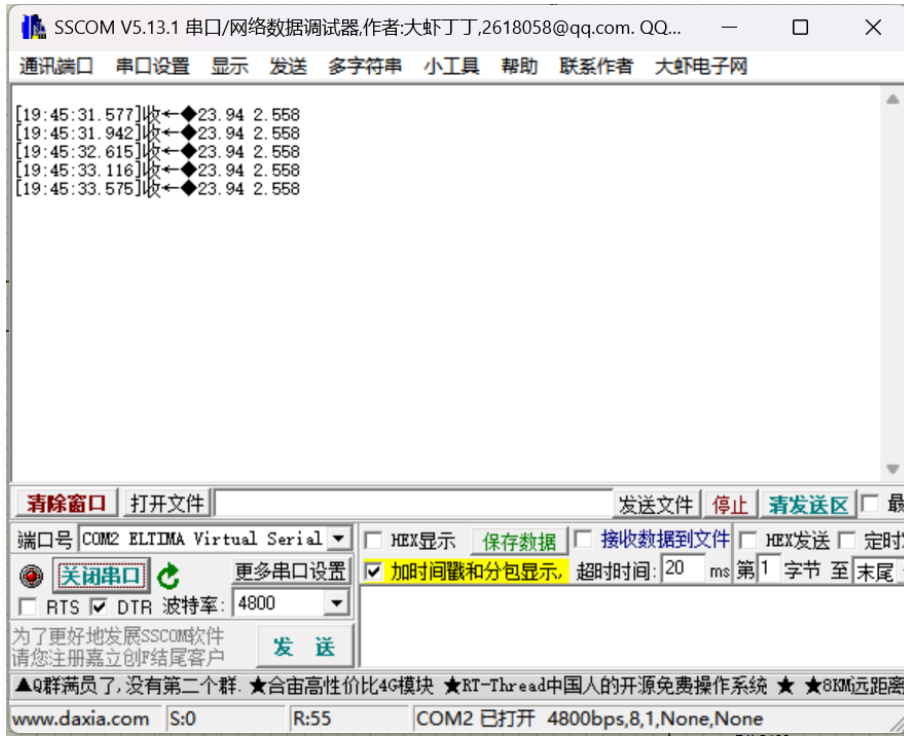 SSCOM V5.13.1 串口/网络数据调试器,作者:大虾丁丁,2618058@qq.com. QQ...
通讯端口 串口设置 显示 发送 多字符串 小工具 帮助 联系作者 大虾电子网
[19:45:31.577]收←◆23.94 2.558
[19:45:31.942]收←◆23.94 2.558
[19:45:32.615]收←◆23.94 2.558
[19:45:33.116]收←◆23.94 2.558
[19:45:33.575]收←◆23.94 2.558
清除窗口 打开文件 发送文件 停止 清发送区 最
端口号 COM2 ELTIMA Virtual Serial HEX显示 保存数据 接收数据到文件 HEX发送 定时
关闭串口 更多串口设置 加时间戳和分包显示, 超时时间: 20 ms 第1 字节 至 末尾
RTS DTR 波特率: 4800
为了更好地发展SSCOM软件
请您注册嘉立创F结尾客户
发 送
▲Q群满员了,没有第二个群. ★合宙高性价比4G模块 ★RT-Thread中国人的开源免费操作系统 ★ ★8KM远距离
www.daxia.com S:0 R:55 COM2 已打开 4800bps,8,1,None,None